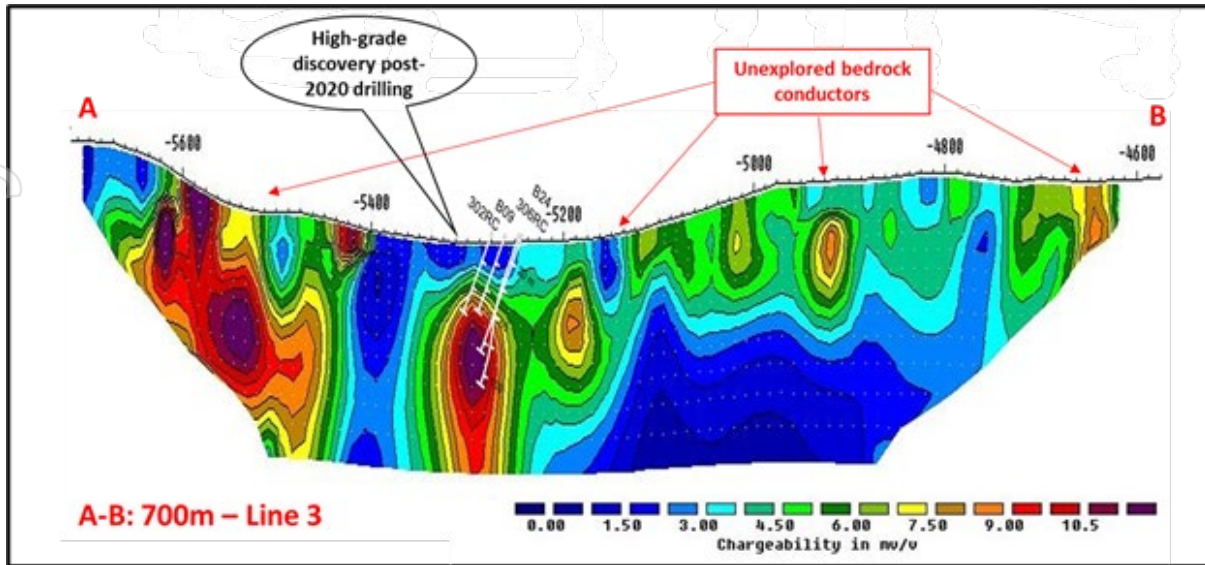 High-grade
discovery post-
2020 drilling
Unexplored bedrock
conductors
A
B
-5600
-5400
-5200
-5000
-4800
-4600
302RC
B09
306RC
B24
A-B: 700m – Line 3
0.00 1.50 3.00 4.50 6.00 7.50 9.00 10.5
Chargeability in mv/v